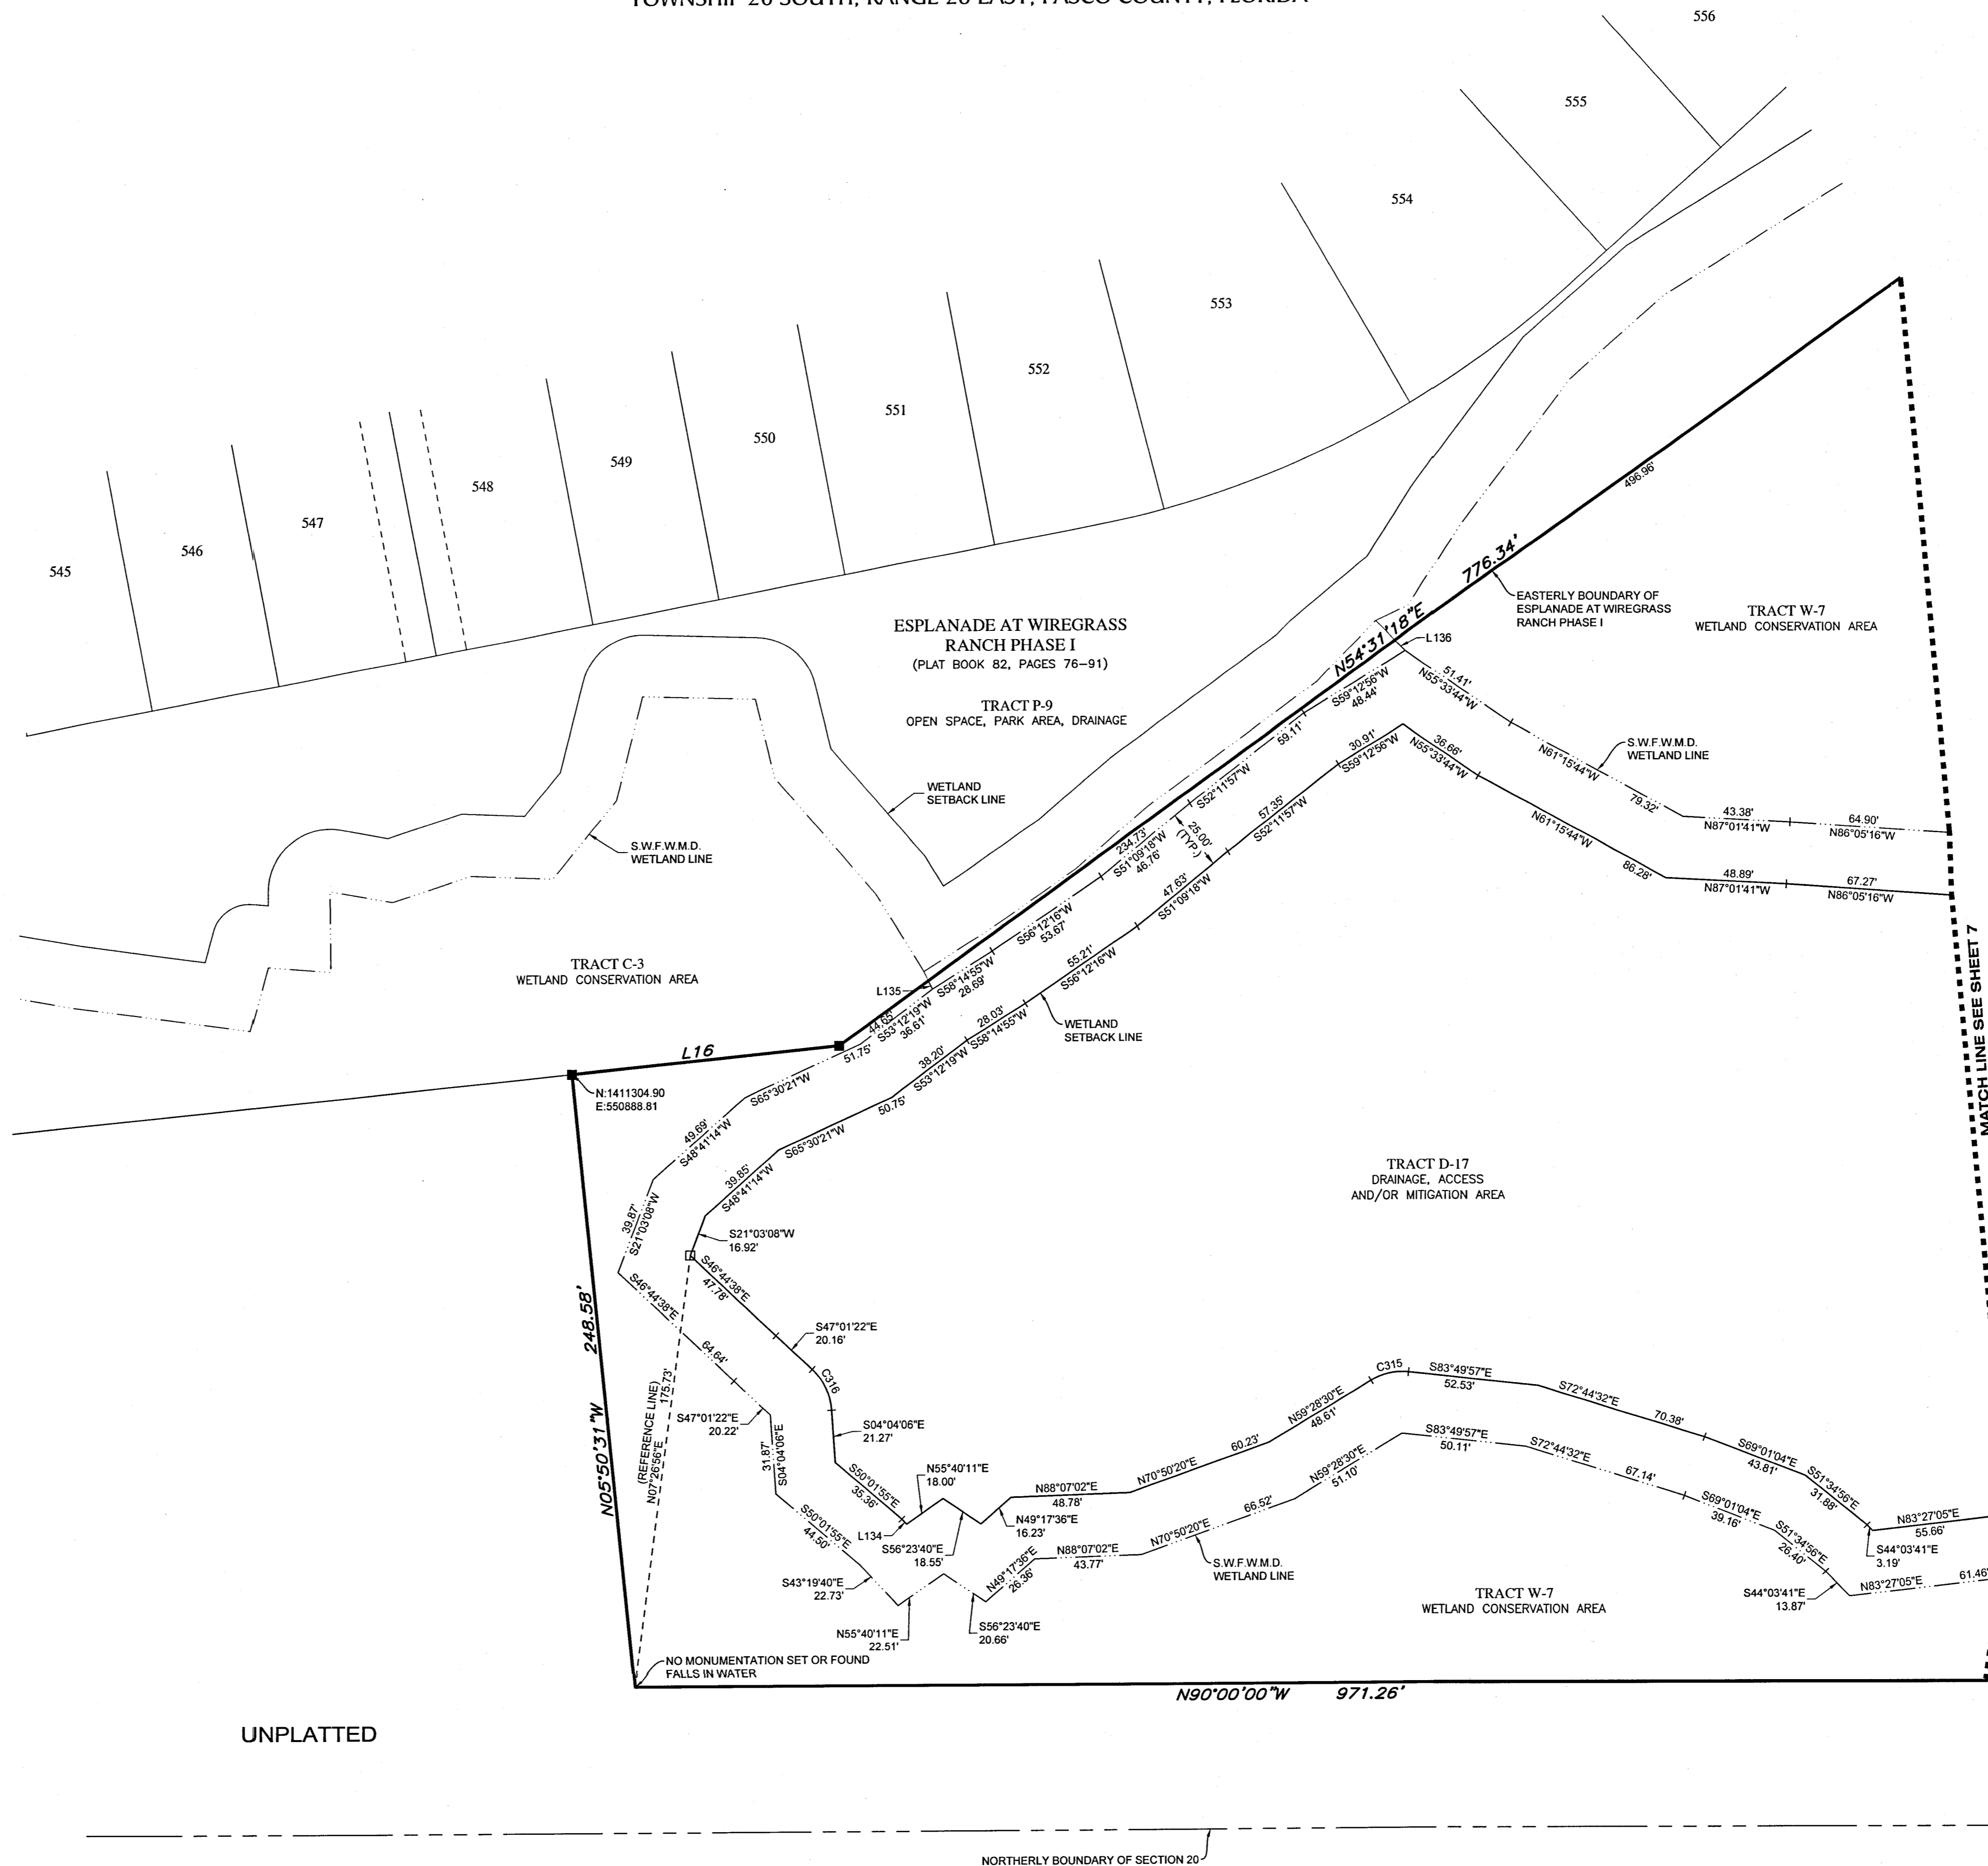 TOWNSHIP 26 SOUTH, RANGE 20 EAST, PASCO COUNTY, FLORIDA
556
555
554
553
552
551
550
549
548
547
546
545
ESPLANADE AT WIREGRASS
RANCH PHASE I
(PLAT BOOK 82, PAGES 76–91)
TRACT P-9
OPEN SPACE, PARK AREA, DRAINAGE
WETLAND
SETBACK LINE
S.W.F.W.M.D.
WETLAND LINE
TRACT C-3
WETLAND CONSERVATION AREA
496.96'
776.34'
N54°31'18"E
EASTERLY BOUNDARY OF
ESPLANADE AT WIREGRASS
RANCH PHASE I
TRACT W-7
WETLAND CONSERVATION AREA
L136
51.41'
N55°33'44"W
S.W.F.W.M.D.
WETLAND LINE
N61°15'44"W
79.32'
43.38'
N87°01'41"W
64.90'
N86°05'16"W
S59°12'56"W
48.44'
59.11'
S52°11'57"W
234.73'
S51°09'18"W
46.76'
25.00'
(TYP.)
S56°12'16"W
53.67'
S58°14'55"W
28.69'
L135
44.65'
S53°12'19"W
36.61'
51.75'
S65°30'21"W
49.69'
S48°41'14"W
39.87'
S21°03'08"W
30.91'
S59°12'56"W
36.66'
N55°33'44"W
N61°15'44"W
86.28'
48.89'
N87°01'41"W
67.27'
N86°05'16"W
57.35'
S52°11'57"W
47.63'
S51°09'18"W
55.21'
S56°12'16"W
WETLAND
SETBACK LINE
28.03'
S58°14'55"W
38.20'
S53°12'19"W
50.75'
S65°30'21"W
39.85'
S48°41'14"W
S21°03'08"W
16.92'
MATCH LINE SEE SHEET 7
L16
N:1411304.90
E:550888.81
TRACT D-17
DRAINAGE, ACCESS
AND/OR MITIGATION AREA
N05°50'31"W 248.58'
(REFERENCE LINE)
N07°26'56"E 175.73'
S46°44'38"E
47.78'
S47°01'22"E
20.16'
C316
S04°04'06"E
21.27'
S50°01'55"E
35.36'
L134
N55°40'11"E
18.00'
S56°23'40"E
18.55'
N49°17'36"E
16.23'
N88°07'02"E
48.78'
N70°50'20"E
60.23'
N59°28'30"E
48.61'
C315
S83°49'57"E
52.53'
S72°44'32"E
70.38'
S69°01'04"E
43.81'
S51°34'56"E
31.88'
S44°03'41"E
3.19'
N83°27'05"E
55.66'
S46°44'38"E
64.64'
S47°01'22"E
20.22'
31.87'
S04°04'06"E
S50°01'55"E
44.50'
S43°19'40"E
22.73'
N55°40'11"E
22.51'
S56°23'40"E
20.66'
N49°17'36"E
26.36'
N88°07'02"E
43.77'
N70°50'20"E
66.52'
S.W.F.W.M.D.
WETLAND LINE
N59°28'30"E
51.10'
S83°49'57"E
50.11'
S72°44'32"E
67.14'
S69°01'04"E
39.16'
S51°34'56"E
26.40'
S44°03'41"E
13.87'
N83°27'05"E
61.46'
TRACT W-7
WETLAND CONSERVATION AREA
NO MONUMENTATION SET OR FOUND
FALLS IN WATER
N90°00'00"W 971.26'
UNPLATTED
NORTHERLY BOUNDARY OF SECTION 20